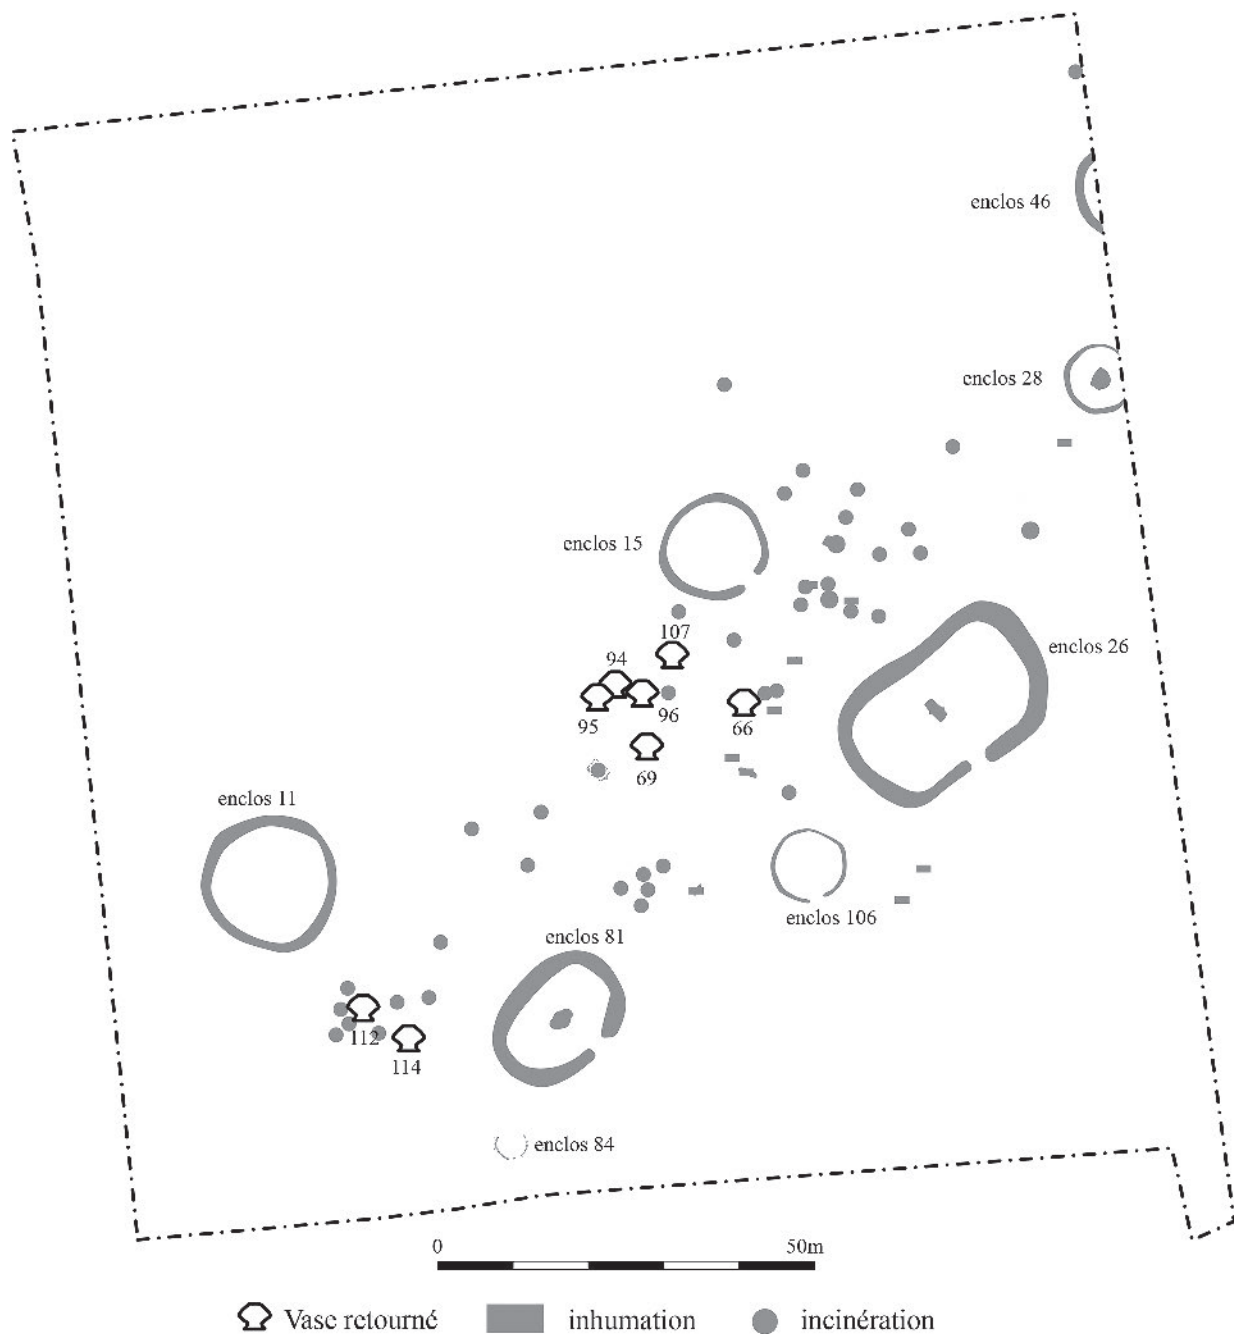 enclos 46
enclos 28
enclos 15
107
94
enclos 26
95
96
66
69
enclos 11
enclos 106
enclos 81
112
114
enclos 84
0 50m
Vase retourné inhumation incinération